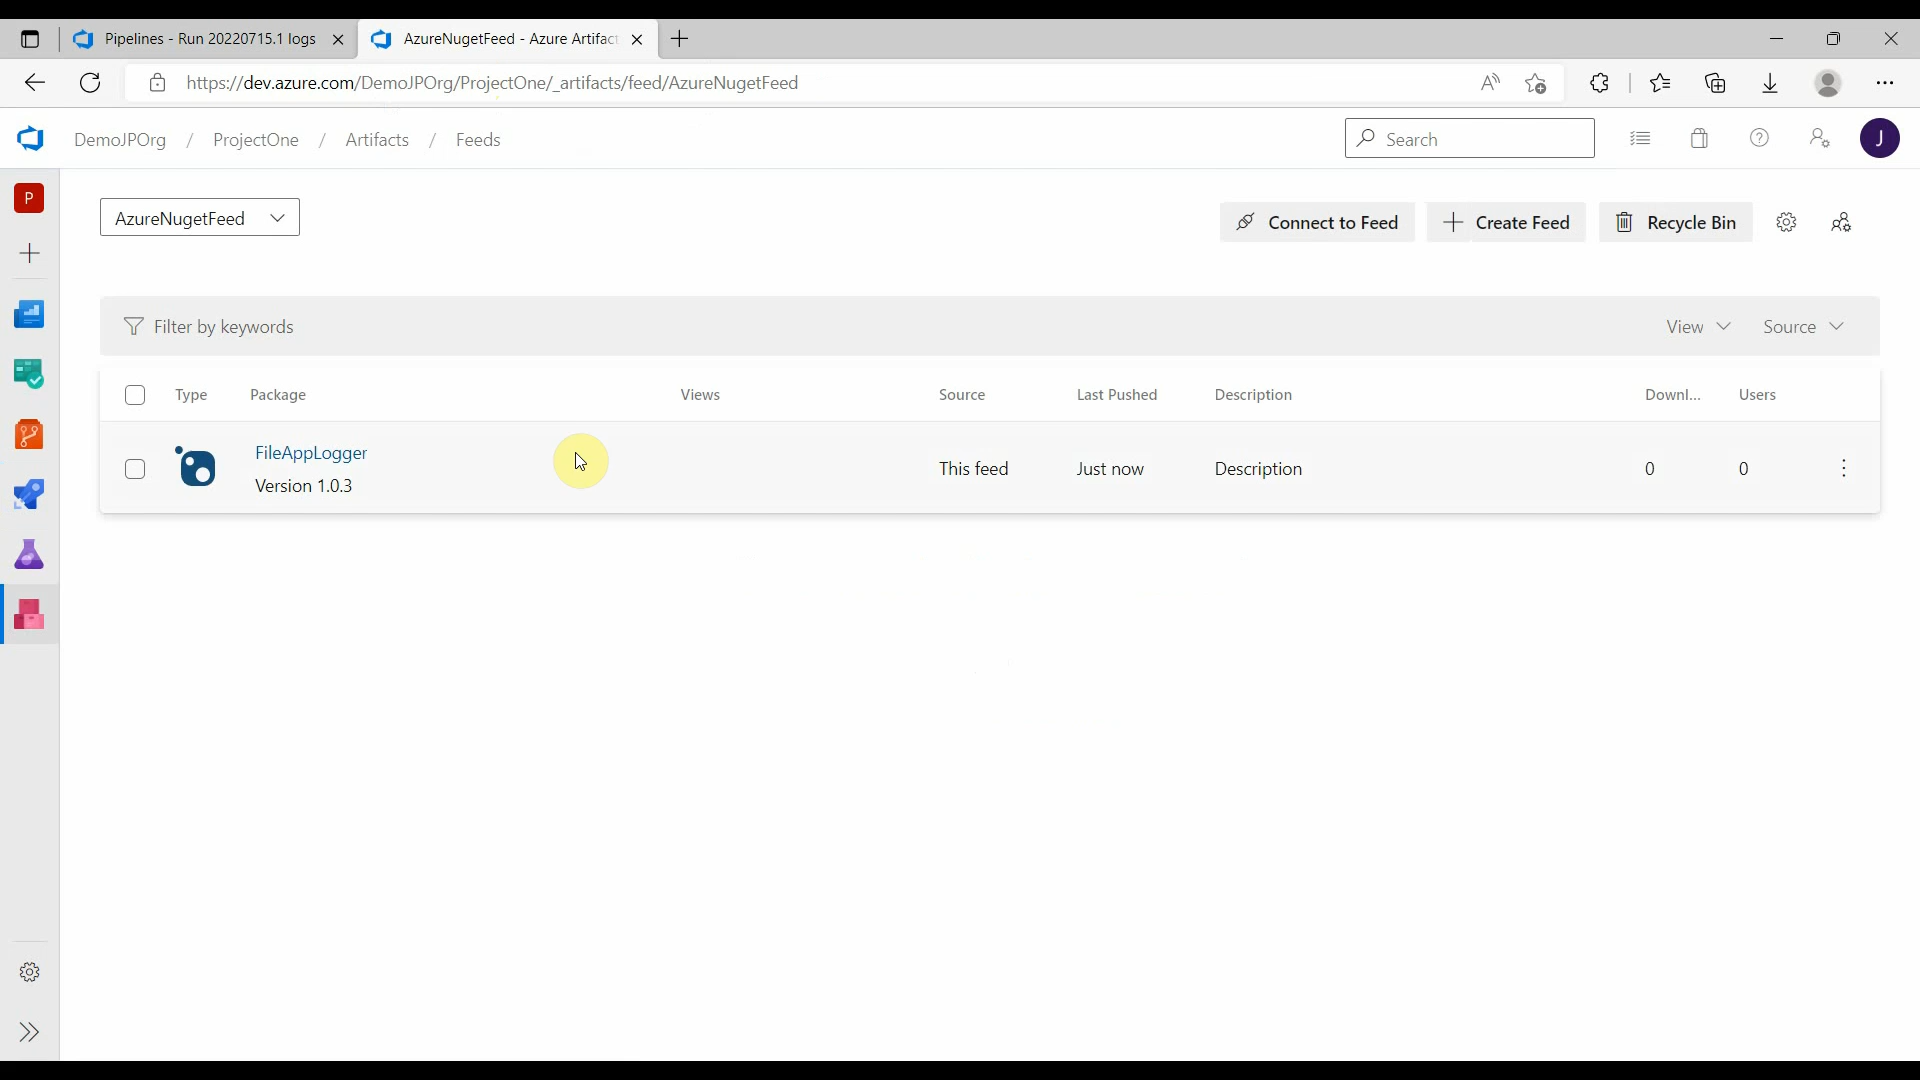 Pipelines - Run 20220715.1 logs
AzureNugetFeed - Azure Artifact
https://dev.azure.com/DemoJPOrg/ProjectOne/_artifacts/feed/AzureNugetFeed
DemoJPOrg / ProjectOne / Artifacts / Feeds
Search
J
P
AzureNugetFeed
Connect to Feed
Create Feed
Recycle Bin
Filter by keywords
View
Source
Type Package Views Source Last Pushed Description Downl... Users
FileAppLogger
Version 1.0.3
This feed Just now Description 0 0